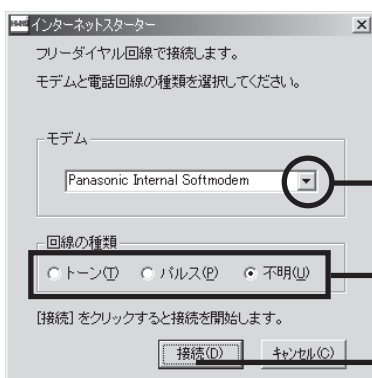 インターネットスターター
フリーダイヤル回線で接続します。
モデムと電話回線の種類を選択してください。
モデム
Panasonic Internal Softmodem
回線の種類
トーン(T) パルス(P) 不明(U)
[接続] をクリックすると接続を開始します。
接続(D) キャンセル(C)